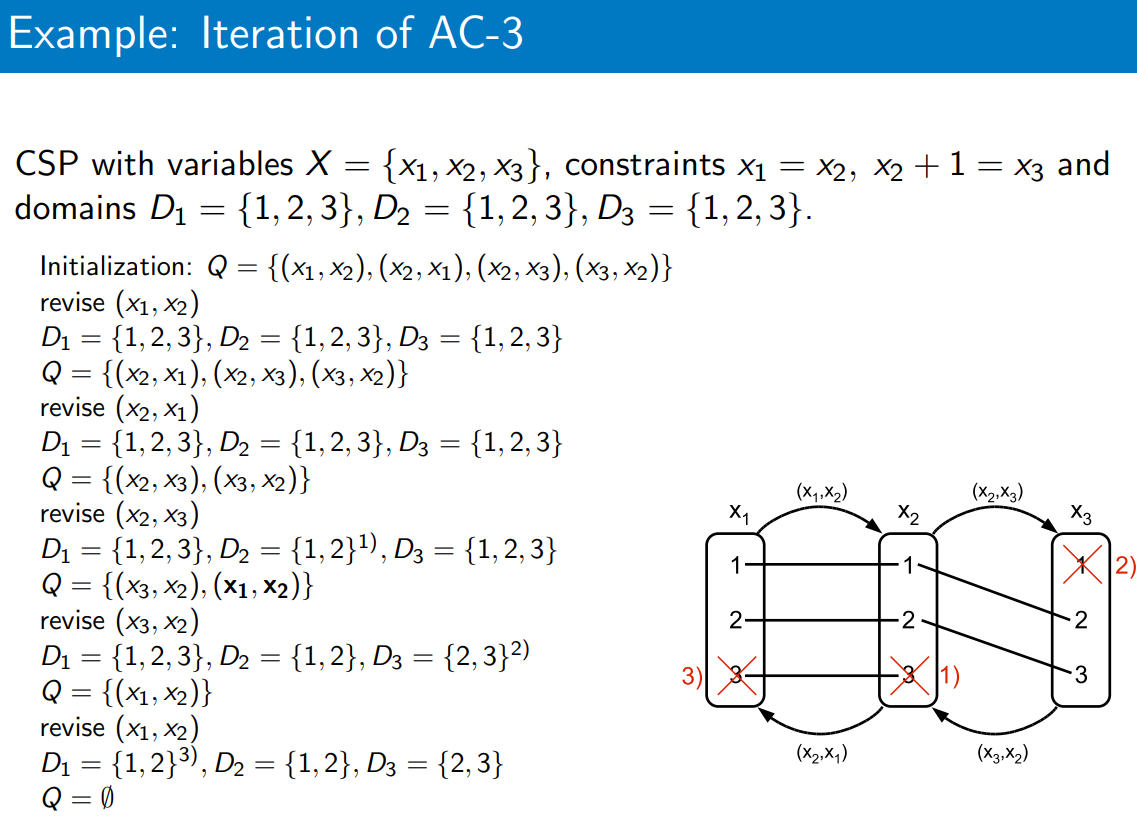 Example: Iteration of AC-3
CSP with variables X = {x₁, x₂, x₃}, constraints x₁ = x₂, x₂ + 1 = x₃ and
domains D₁ = {1, 2, 3}, D₂ = {1, 2, 3}, D₃ = {1, 2, 3}.
Initialization: Q = {(x₁, x₂), (x₂, x₁), (x₂, x₃), (x₃, x₂)}
revise (x₁, x₂)
D₁ = {1, 2, 3}, D₂ = {1, 2, 3}, D₃ = {1, 2, 3}
Q = {(x₂, x₁), (x₂, x₃), (x₃, x₂)}
revise (x₂, x₁)
D₁ = {1, 2, 3}, D₂ = {1, 2, 3}, D₃ = {1, 2, 3}
Q = {(x₂, x₃), (x₃, x₂)}
revise (x₂, x₃)
D₁ = {1, 2, 3}, D₂ = {1, 2}¹⁾, D₃ = {1, 2, 3}
Q = {(x₃, x₂), (x₁, x₂)}
revise (x₃, x₂)
D₁ = {1, 2, 3}, D₂ = {1, 2}, D₃ = {2, 3}²⁾
Q = {(x₁, x₂)}
revise (x₁, x₂)
D₁ = {1, 2}³⁾, D₂ = {1, 2}, D₃ = {2, 3}
Q = ∅
(x₁,x₂) (x₂,x₃)
x₁ x₂ x₃
1 1 1 2)
2 2 2
3) 3 3 1) 3
(x₂,x₁) (x₃,x₂)